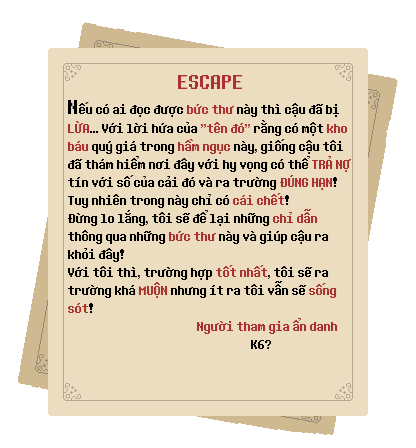 ESCAPE
Nếu có ai đọc được bức thư này thì cậu đã bị
LỪA... Với lời hứa của "tên đó" rằng có một kho
báu quý giá trong hầm ngục này, giống cậu tôi
đã thám hiểm nơi đây với hy vọng có thể TRẢ NỢ
tín với số của cải đó và ra trường ĐÚNG HẠN!
Tuy nhiên trong này chỉ có cái chết!
Đừng lo lắng, tôi sẽ để lại những chỉ dẫn
thông qua những bức thư này và giúp cậu ra
khỏi đây!
Với tôi thì, trường hợp tốt nhất, tôi sẽ ra
trường khá MUỘN nhưng ít ra tôi vẫn sẽ sống
sót!
Người tham gia ẩn danh
K6?